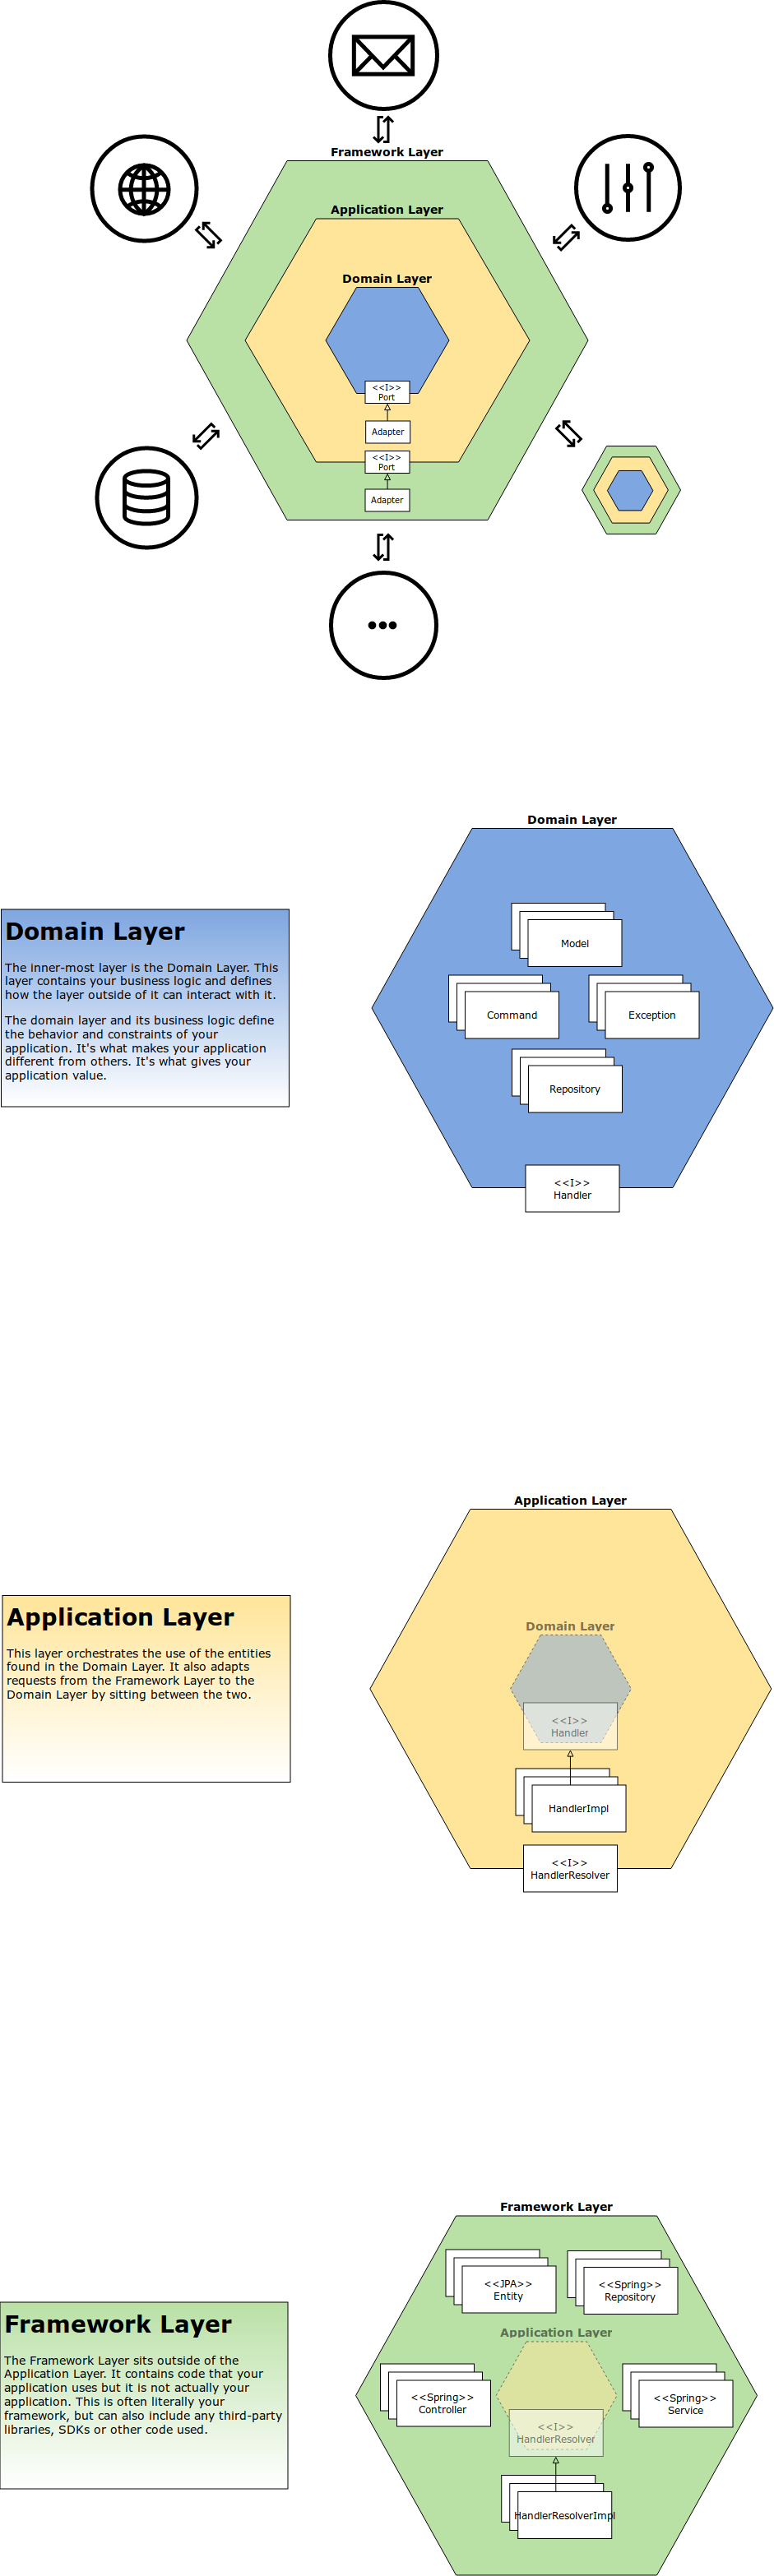 Framework Layer
Application Layer
Domain Layer
<<I>>
Port
Adapter
<<I>>
Port
Adapter
Domain Layer
Domain Layer
The inner-most layer is the Domain Layer. This
layer contains your business logic and defines
how the layer outside of it can interact with it.
The domain layer and its business logic define
the behavior and constraints of your
application. It's what makes your application
different from others. It's what gives your
application value.
Model
Command
Exception
Repository
<<I>>
Handler
Application Layer
Application Layer
This layer orchestrates the use of the entities
found in the Domain Layer. It also adapts
requests from the Framework Layer to the
Domain Layer by sitting between the two.
Domain Layer
<<I>>
Handler
HandlerImpl
<<I>>
HandlerResolver
Framework Layer
Framework Layer
The Framework Layer sits outside of the
Application Layer. It contains code that your
application uses but it is not actually your
application. This is often literally your
framework, but can also include any third-party
libraries, SDKs or other code used.
<<JPA>>
Entity
<<Spring>>
Repository
Application Layer
<<Spring>>
Controller
<<Spring>>
Service
<<I>>
HandlerResolver
HandlerResolverImpl